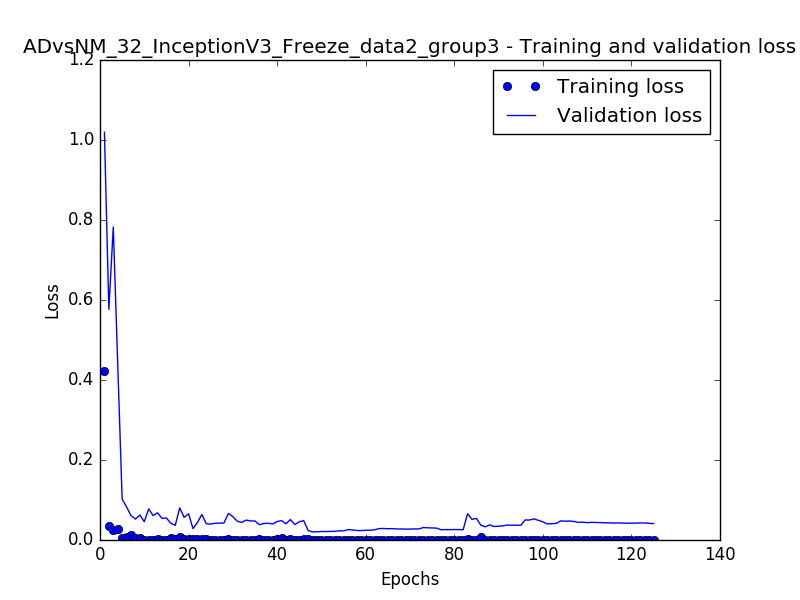 ADvsNM_32_InceptionV3_Freeze_data2_group3 - Training and validation loss
1.2
Training loss
Validation loss
1.0
0.8
0.6
0.4
0.2
0.0
Loss
0 20 40 60 80 100 120 140
Epochs